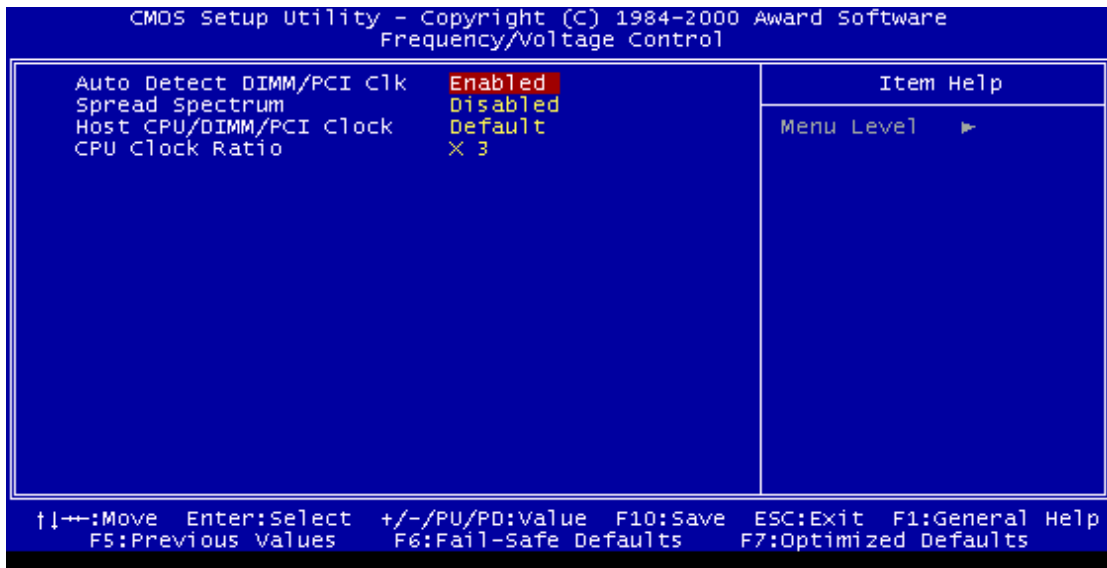 CMOS Setup Utility – Copyright (C) 1984-2000 Award Software
Frequency/Voltage Control
Auto Detect DIMM/PCI Clk Enabled
Spread Spectrum Disabled
Host CPU/DIMM/PCI Clock Default
CPU Clock Ratio X 3
Item Help
Menu Level ►
↑↓→←:Move Enter:Select +/-/PU/PD:Value F10:Save ESC:Exit F1:General Help
F5:Previous Values F6:Fail-Safe Defaults F7:Optimized Defaults